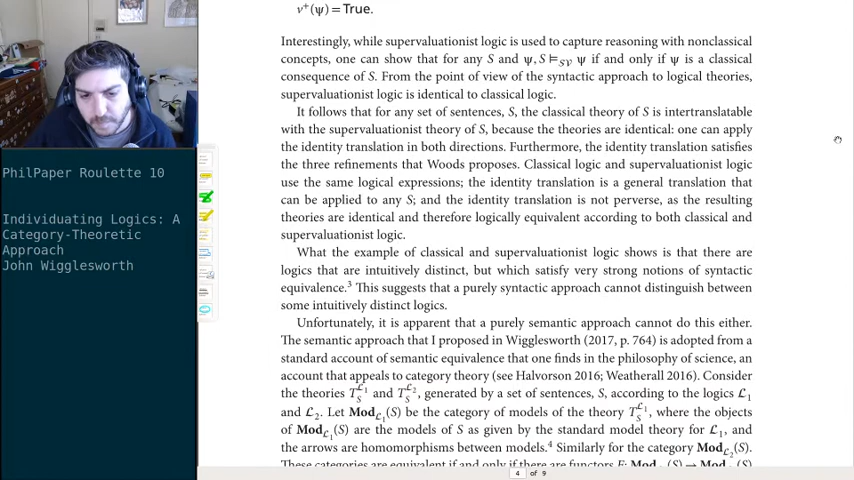 ν⁺(ψ) = True.
Interestingly, while supervaluationist logic is used to capture reasoning with nonclassical
concepts, one can show that for any S and ψ, S ⊨𝒮𝒱 ψ if and only if ψ is a classical
consequence of S. From the point of view of the syntactic approach to logical theories,
supervaluationist logic is identical to classical logic.
It follows that for any set of sentences, S, the classical theory of S is intertranslatable
with the supervaluationist theory of S, because the theories are identical: one can apply
the identity translation in both directions. Furthermore, the identity translation satisfies
the three refinements that Woods proposes. Classical logic and supervaluationist logic
use the same logical expressions; the identity translation is a general translation that
can be applied to any S; and the identity translation is not perverse, as the resulting
theories are identical and therefore logically equivalent according to both classical and
supervaluationist logic.
What the example of classical and supervaluationist logic shows is that there are
logics that are intuitively distinct, but which satisfy very strong notions of syntactic
equivalence.³ This suggests that a purely syntactic approach cannot distinguish between
some intuitively distinct logics.
Unfortunately, it is apparent that a purely semantic approach cannot do this either.
The semantic approach that I proposed in Wigglesworth (2017, p. 764) is adopted from a
standard account of semantic equivalence that one finds in the philosophy of science, an
account that appeals to category theory (see Halvorson 2016; Weatherall 2016). Consider
the theories T_S^ℒ₁ and T_S^ℒ₂, generated by a set of sentences, S, according to the logics ℒ₁
and ℒ₂. Let Mod_ℒ₁(S) be the category of models of the theory T_S^ℒ₁, where the objects
of Mod_ℒ₁(S) are the models of S as given by the standard model theory for ℒ₁, and
the arrows are homomorphisms between models.⁴ Similarly for the category Mod_ℒ₂(S).
These categories are equivalent if and only if there are functors F: Mod_ℒ₁(S) → Mod_ℒ₂(S)
4 of 9
PhilPaper Roulette 10
Individuating Logics: A
Category-Theoretic
Approach
John Wigglesworth